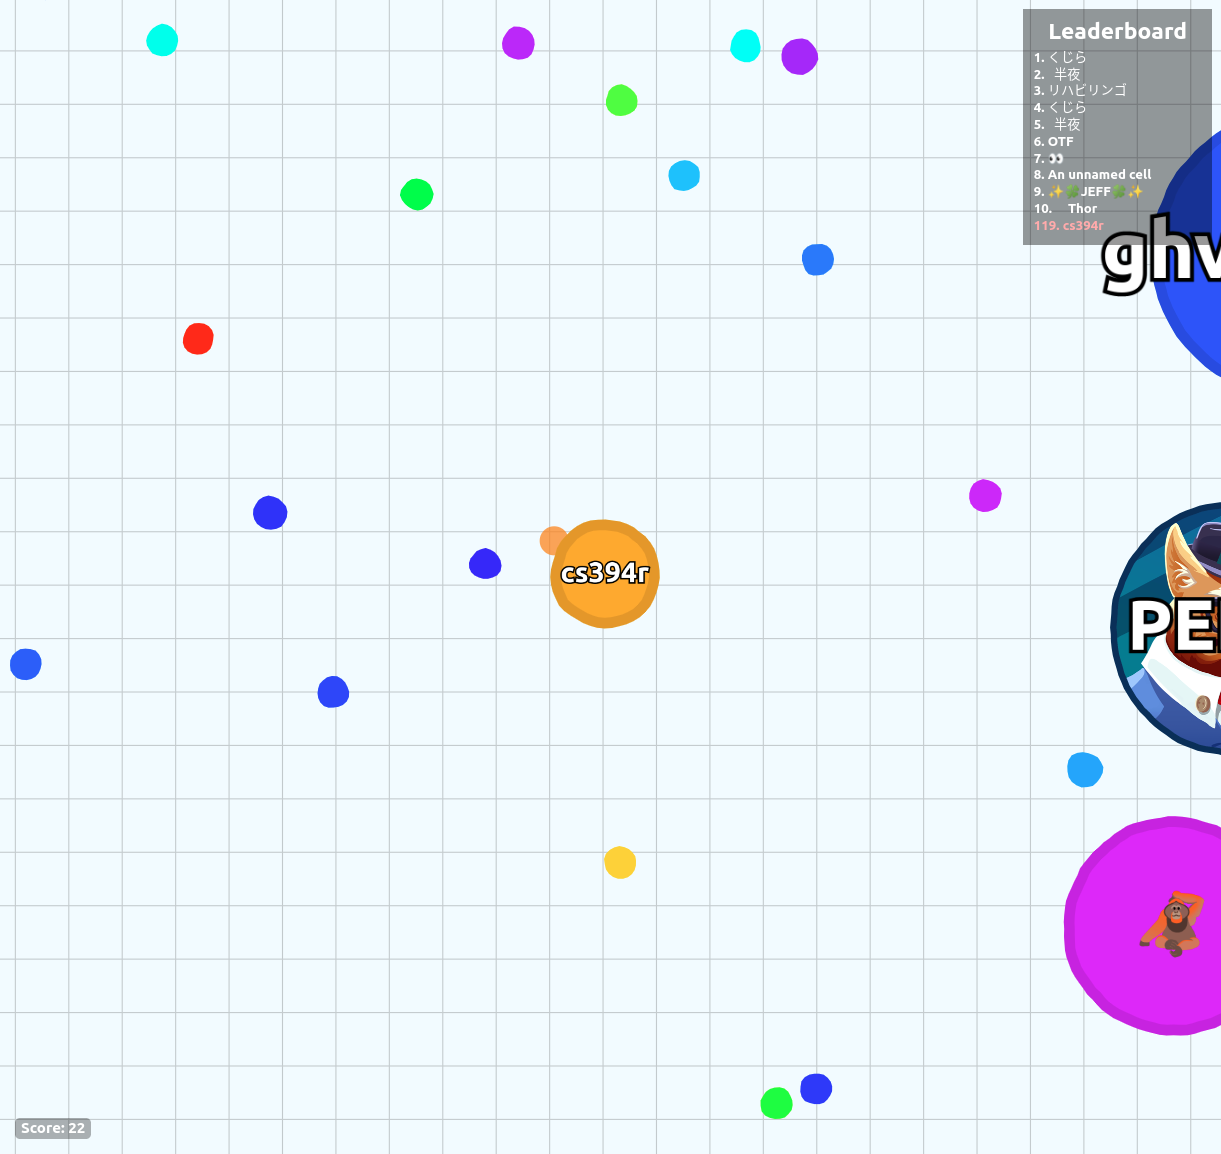 Leaderboard
1. くじら
2. 半夜
3. リハビリンゴ
4. くじら
5. 半夜
6. OTF
7. 👀
8. An unnamed cell
9. ✨🍀JEFF🍀✨
10. Thor
119. cs394r
cs394r
Score: 22